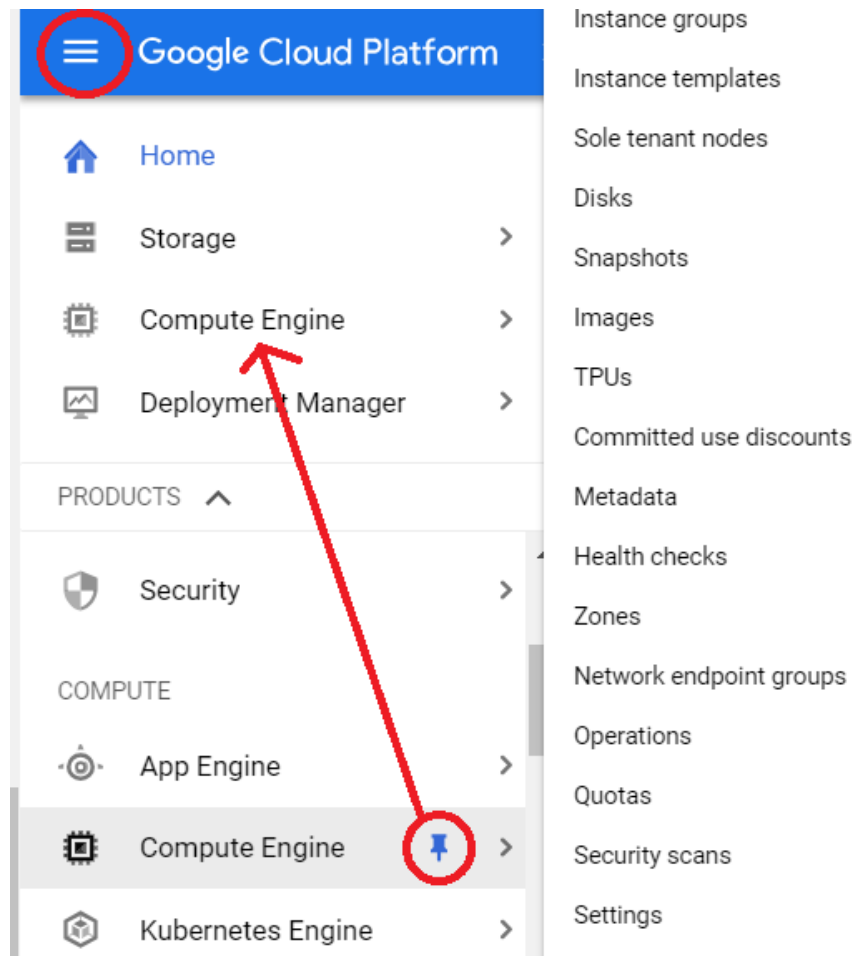 Google Cloud Platform
Home
Storage
Compute Engine
Deployment Manager
PRODUCTS
Security
COMPUTE
App Engine
Compute Engine
Kubernetes Engine
Instance groups
Instance templates
Sole tenant nodes
Disks
Snapshots
Images
TPUs
Committed use discounts
Metadata
Health checks
Zones
Network endpoint groups
Operations
Quotas
Security scans
Settings